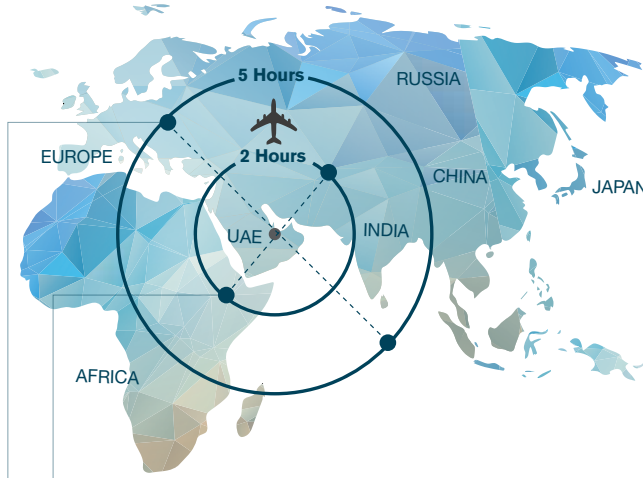 5 Hours
RUSSIA
2 Hours
EUROPE
CHINA
JAPAN
UAE
INDIA
AFRICA